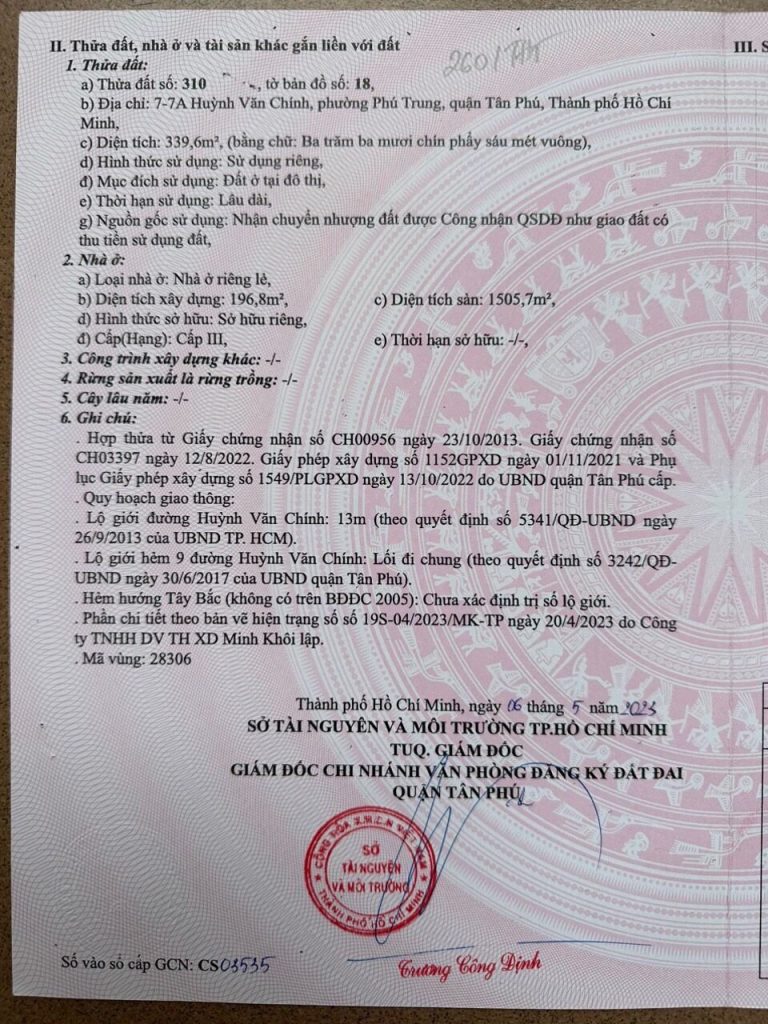 II. Thửa đất, nhà ở và tài sản khác gắn liền với đất
III. S
260/
1. Thửa đất:
a) Thửa đất số: 310 , tờ bản đồ số: 18,
b) Địa chỉ: 7-7A Huỳnh Văn Chính, phường Phú Trung, quận Tân Phú, Thành phố Hồ Chí
Minh,
c) Diện tích: 339,6m², (bằng chữ: Ba trăm ba mươi chín phẩy sáu mét vuông),
d) Hình thức sử dụng: Sử dụng riêng,
đ) Mục đích sử dụng: Đất ở tại đô thị,
e) Thời hạn sử dụng: Lâu dài,
g) Nguồn gốc sử dụng: Nhận chuyển nhượng đất được Công nhận QSDĐ như giao đất có
thu tiền sử dụng đất,
2. Nhà ở:
a) Loại nhà ở: Nhà ở riêng lẻ,
b) Diện tích xây dựng: 196,8m², c) Diện tích sàn: 1505,7m²,
d) Hình thức sở hữu: Sở hữu riêng,
đ) Cấp(Hạng): Cấp III, e) Thời hạn sở hữu: -/-,
3. Công trình xây dựng khác: -/-
4. Rừng sản xuất là rừng trồng: -/-
5. Cây lâu năm: -/-
6. Ghi chú:
. Hợp thửa từ Giấy chứng nhận số CH00956 ngày 23/10/2013. Giấy chứng nhận số
CH03397 ngày 12/8/2022. Giấy phép xây dựng số 1152GPXD ngày 01/11/2021 và Phụ
lục Giấy phép xây dựng số 1549/PLGPXD ngày 13/10/2022 do UBND quận Tân Phú cấp.
. Quy hoạch giao thông:
. Lộ giới đường Huỳnh Văn Chính: 13m (theo quyết định số 5341/QĐ-UBND ngày
26/9/2013 của UBND TP. HCM).
. Lộ giới hẻm 9 đường Huỳnh Văn Chính: Lối đi chung (theo quyết định số 3242/QĐ-
UBND ngày 30/6/2017 của UBND quận Tân Phú).
. Hẻm hướng Tây Bắc (không có trên BĐĐC 2005): Chưa xác định trị số lộ giới.
. Phần chi tiết theo bản vẽ hiện trạng số số 19S-04/2023/MK-TP ngày 20/4/2023 do Công
ty TNHH DV TH XD Minh Khôi lập.
. Mã vùng: 28306
Thành phố Hồ Chí Minh, ngày 06 tháng 5 năm 2023
SỞ TÀI NGUYÊN VÀ MÔI TRƯỜNG TP.HỒ CHÍ MINH
TUQ. GIÁM ĐỐC
GIÁM ĐỐC CHI NHÁNH VĂN PHÒNG ĐĂNG KÝ ĐẤT ĐAI
QUẬN TÂN PHÚ
CỘNG HÒA X.H.C.N VIỆT NAM
SỞ
TÀI NGUYÊN
VÀ MÔI TRƯỜNG
THÀNH PHỐ HỒ CHÍ MINH
Số vào sổ cấp GCN: CS03535
Trương Công Định